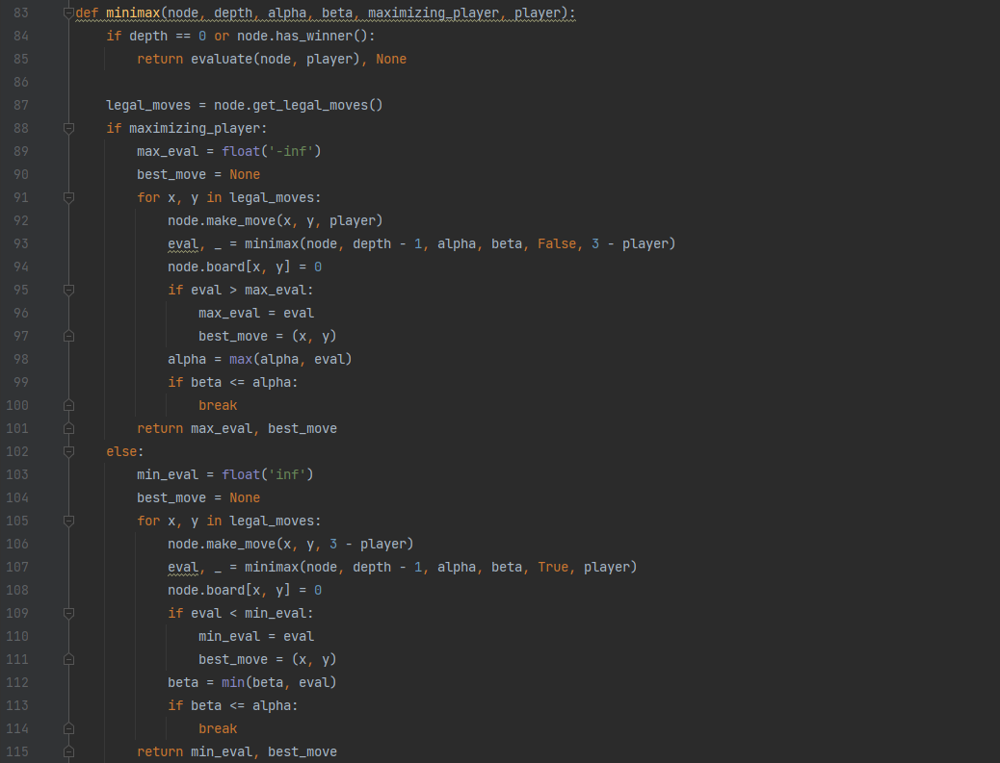 83 def minimax(node, depth, alpha, beta, maximizing_player, player):
84     if depth == 0 or node.has_winner():
85         return evaluate(node, player), None
86
87     legal_moves = node.get_legal_moves()
88     if maximizing_player:
89         max_eval = float('-inf')
90         best_move = None
91         for x, y in legal_moves:
92             node.make_move(x, y, player)
93             eval, _ = minimax(node, depth - 1, alpha, beta, False, 3 - player)
94             node.board[x, y] = 0
95             if eval > max_eval:
96                 max_eval = eval
97                 best_move = (x, y)
98             alpha = max(alpha, eval)
99             if beta <= alpha:
100                 break
101         return max_eval, best_move
102     else:
103         min_eval = float('inf')
104         best_move = None
105         for x, y in legal_moves:
106             node.make_move(x, y, 3 - player)
107             eval, _ = minimax(node, depth - 1, alpha, beta, True, player)
108             node.board[x, y] = 0
109             if eval < min_eval:
110                 min_eval = eval
111                 best_move = (x, y)
112             beta = min(beta, eval)
113             if beta <= alpha:
114                 break
115         return min_eval, best_move